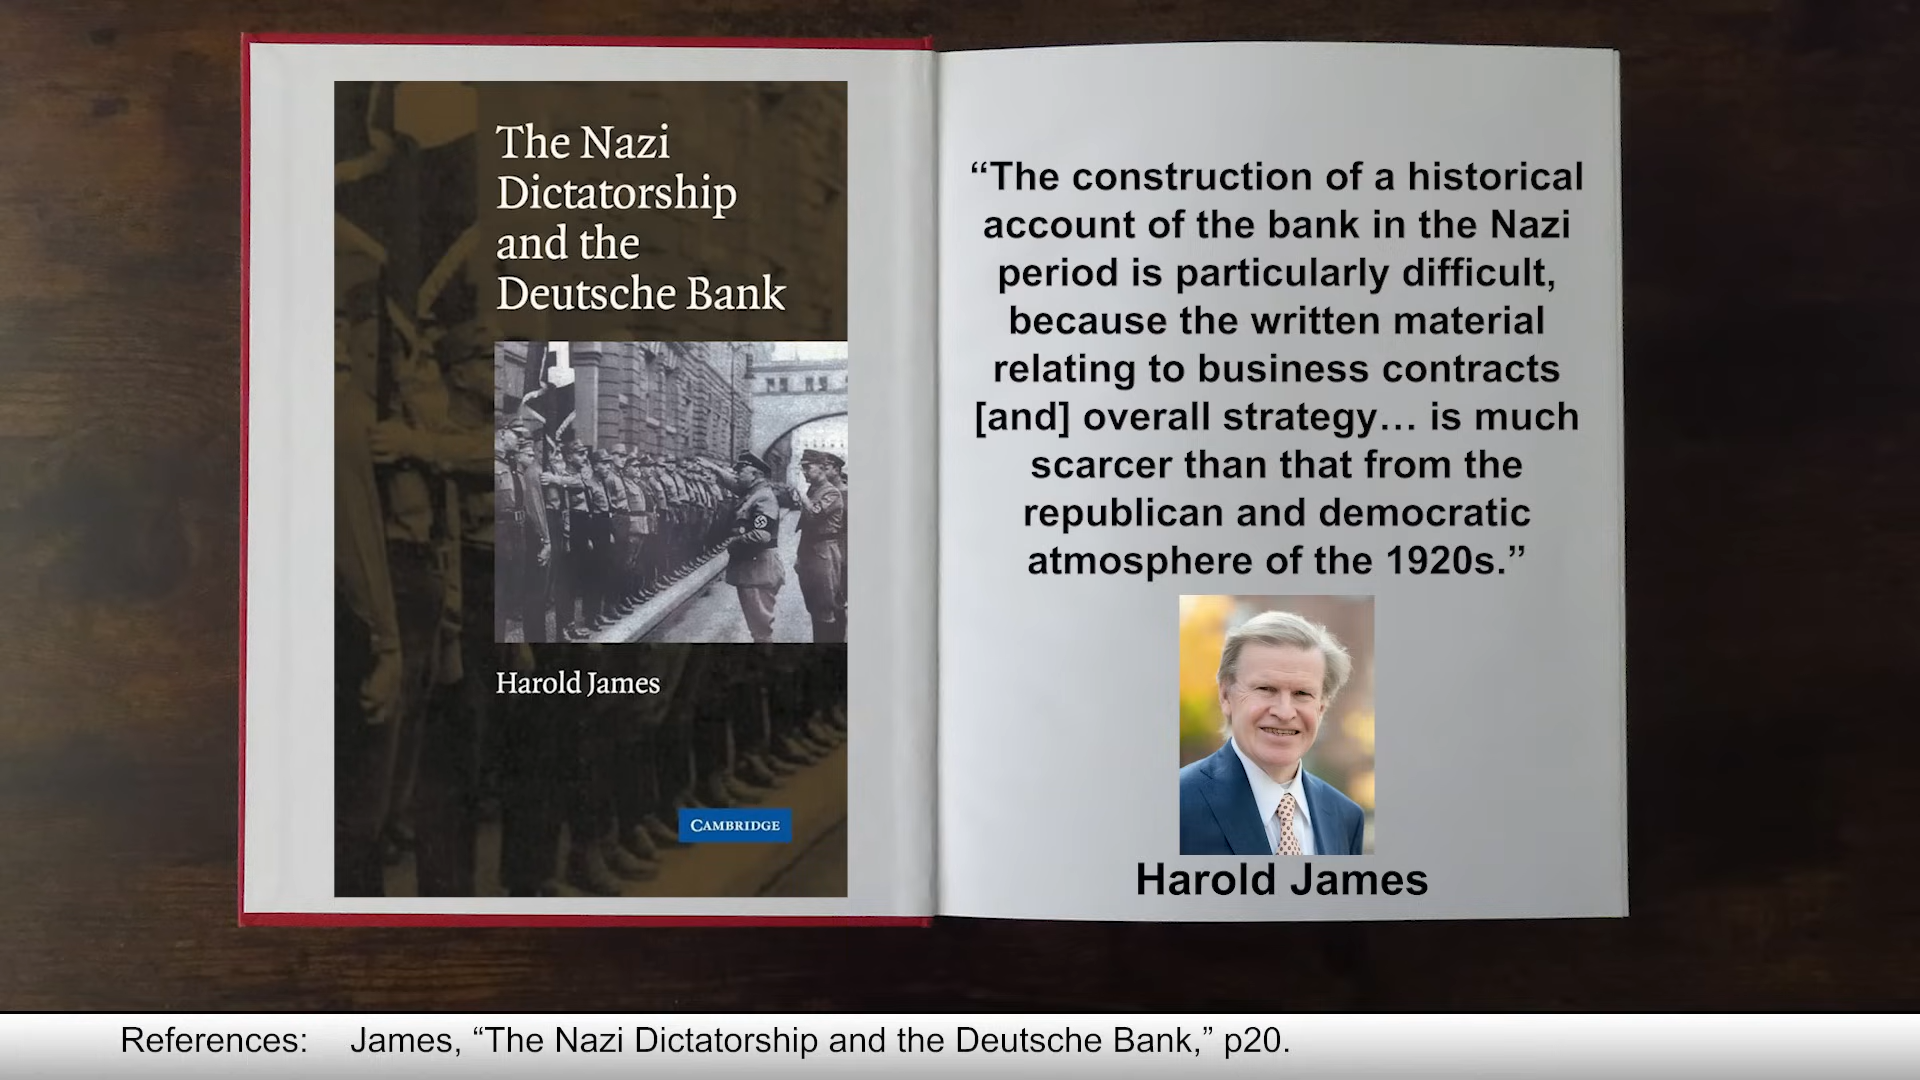 The Nazi
Dictatorship
and the
Deutsche Bank
Harold James
CAMBRIDGE
“The construction of a historical
account of the bank in the Nazi
period is particularly difficult,
because the written material
relating to business contracts
[and] overall strategy… is much
scarcer than that from the
republican and democratic
atmosphere of the 1920s.”
Harold James
References: James, “The Nazi Dictatorship and the Deutsche Bank,” p20.